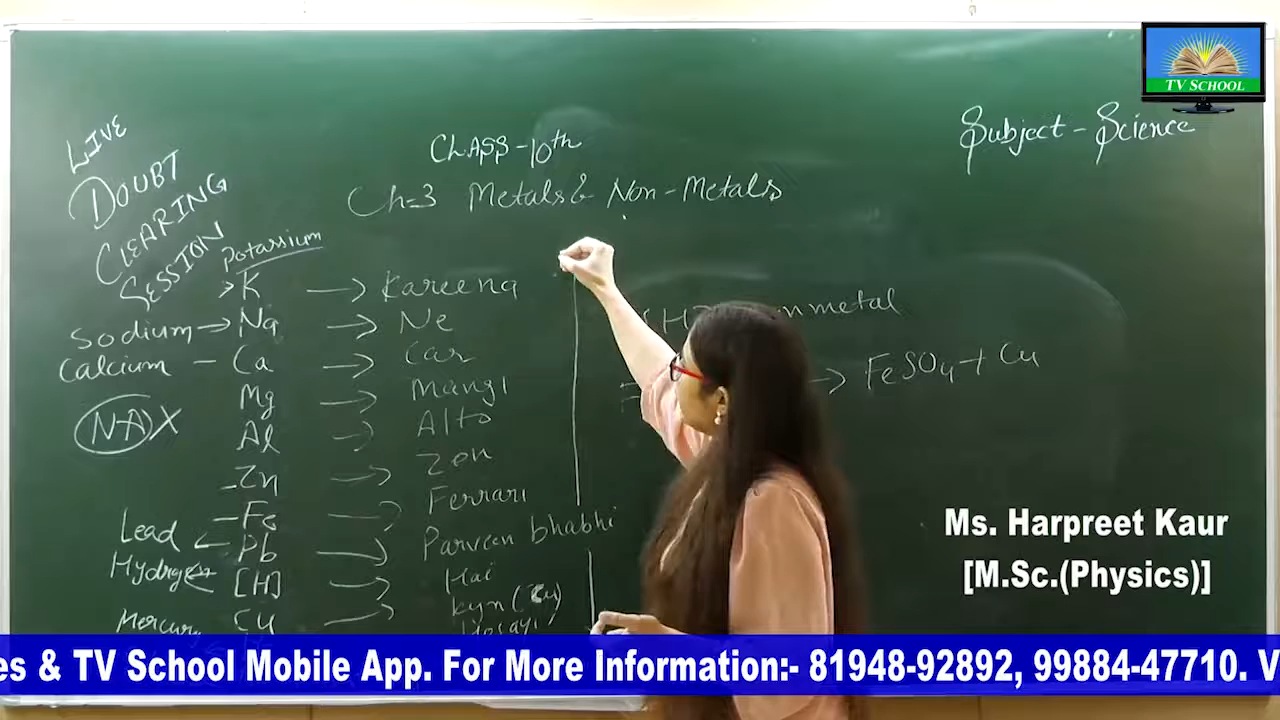 TV SCHOOL
Subject - Science
LIVE
DOUBT
CLEARING
SESSION
CLASS-10th
Ch=3 Metals & Non-Metals
Potassium
K → Kareena
Sodium → Na → Ne
Calcium - Ca → Car
Mg → Mangi
Al → Alto
Zn → Zen
Fe → Ferrari
Lead Pb → Parveen bhabhi
Hydrogen [H] → Hai
Cu → Kyn (Cu)
Mercury
→ FeSO4 + Cu
Ms. Harpreet Kaur
[M.Sc.(Physics)]
es & TV School Mobile App. For More Information:- 81948-92892, 99884-47710. V